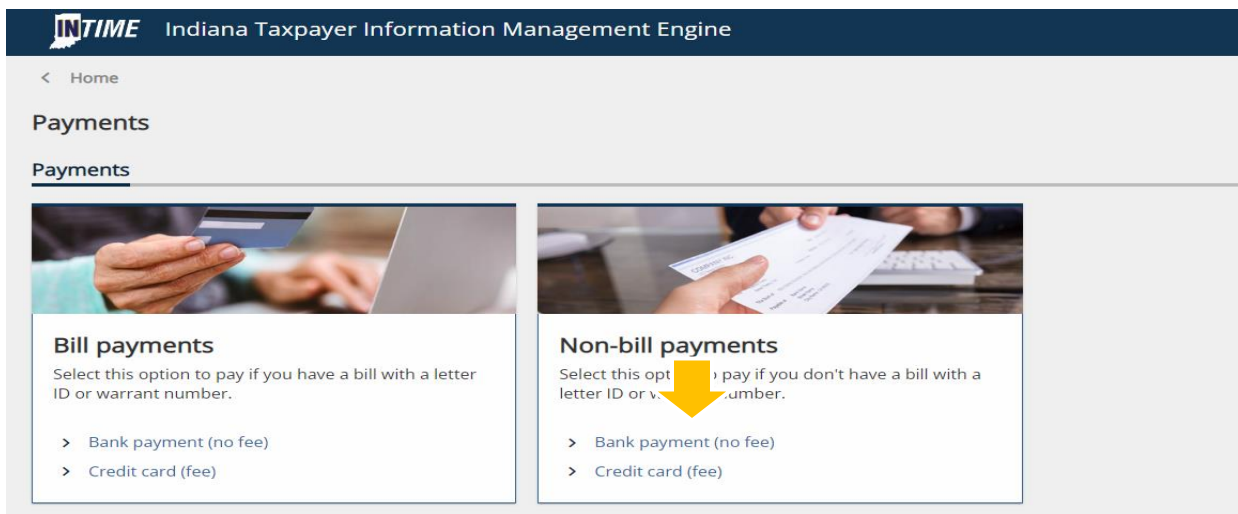 INTIME Indiana Taxpayer Information Management Engine
< Home
Payments
Payments
Bill payments
Select this option to pay if you have a bill with a letter
ID or warrant number.
> Bank payment (no fee)
> Credit card (fee)
COMPANY INC
Non-bill payments
Select this opt pay if you don't have a bill with a
letter ID or umber.
> Bank payment (no fee)
> Credit card (fee)